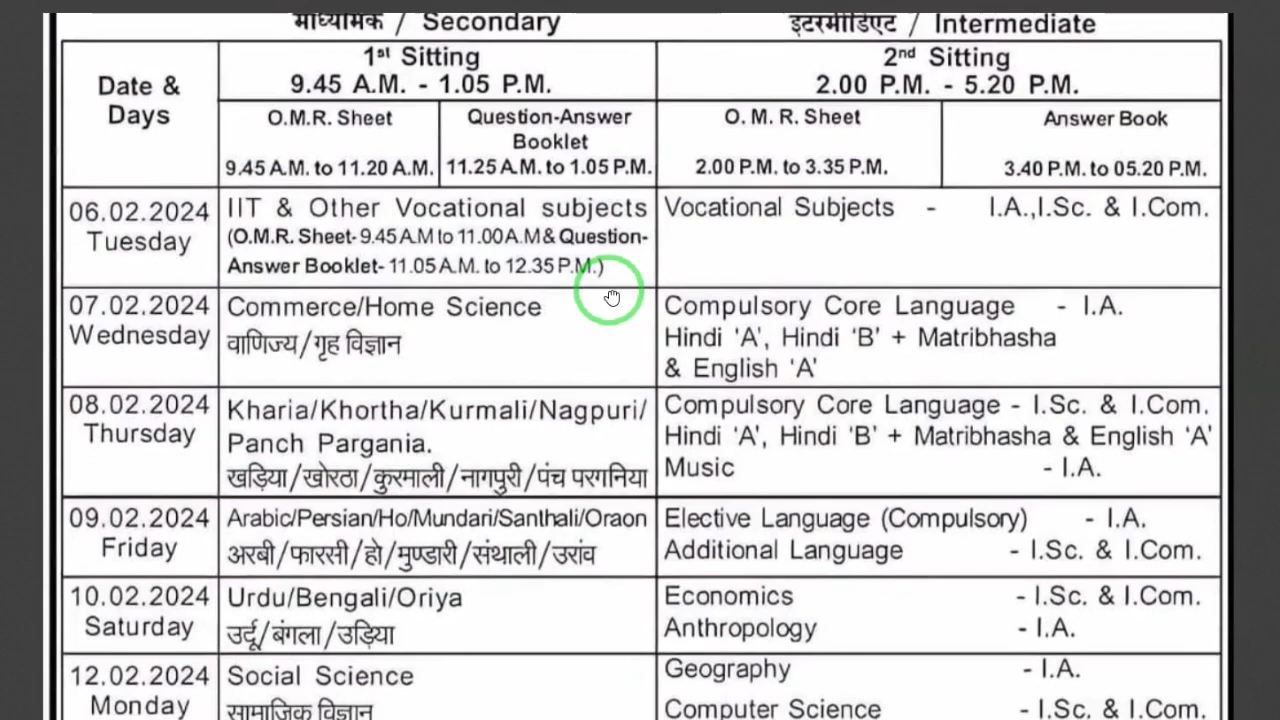 माध्यमिक / Secondary
इंटरमीडिएट / Intermediate
Date &
Days
1st Sitting
9.45 A.M. - 1.05 P.M.
2nd Sitting
2.00 P.M. - 5.20 P.M.
O.M.R. Sheet
9.45 A.M. to 11.20 A.M.
Question-Answer
Booklet
11.25 A.M. to 1.05 P.M.
O. M. R. Sheet
2.00 P.M. to 3.35 P.M.
Answer Book
3.40 P.M. to 05.20 P.M.
06.02.2024
Tuesday
IIT & Other Vocational subjects
(O.M.R. Sheet- 9.45 A.M to 11.00 A.M & Question-
Answer Booklet- 11.05 A.M. to 12.35 P.M.)
Vocational Subjects - I.A.,I.Sc. & I.Com.
07.02.2024
Wednesday
Commerce/Home Science
वाणिज्य/गृह विज्ञान
Compulsory Core Language - I.A.
Hindi ‘A’, Hindi ‘B’ + Matribhasha
& English ‘A’
08.02.2024
Thursday
Kharia/Khortha/Kurmali/Nagpuri/
Panch Pargania.
खड़िया/खोरठा/कुरमाली/नागपुरी/पंच परगनिया
Compulsory Core Language - I.Sc. & I.Com.
Hindi ‘A’, Hindi ‘B’ + Matribhasha & English ‘A’
Music - I.A.
09.02.2024
Friday
Arabic/Persian/Ho/Mundari/Santhali/Oraon
अरबी/फारसी/हो/मुण्डारी/संथाली/उरांव
Elective Language (Compulsory) - I.A.
Additional Language - I.Sc. & I.Com.
10.02.2024
Saturday
Urdu/Bengali/Oriya
उर्दू/बंगला/उड़िया
Economics - I.Sc. & I.Com.
Anthropology - I.A.
12.02.2024
Monday
Social Science
सामाजिक विज्ञान
Geography - I.A.
Computer Science - I.Sc. & I.Com.